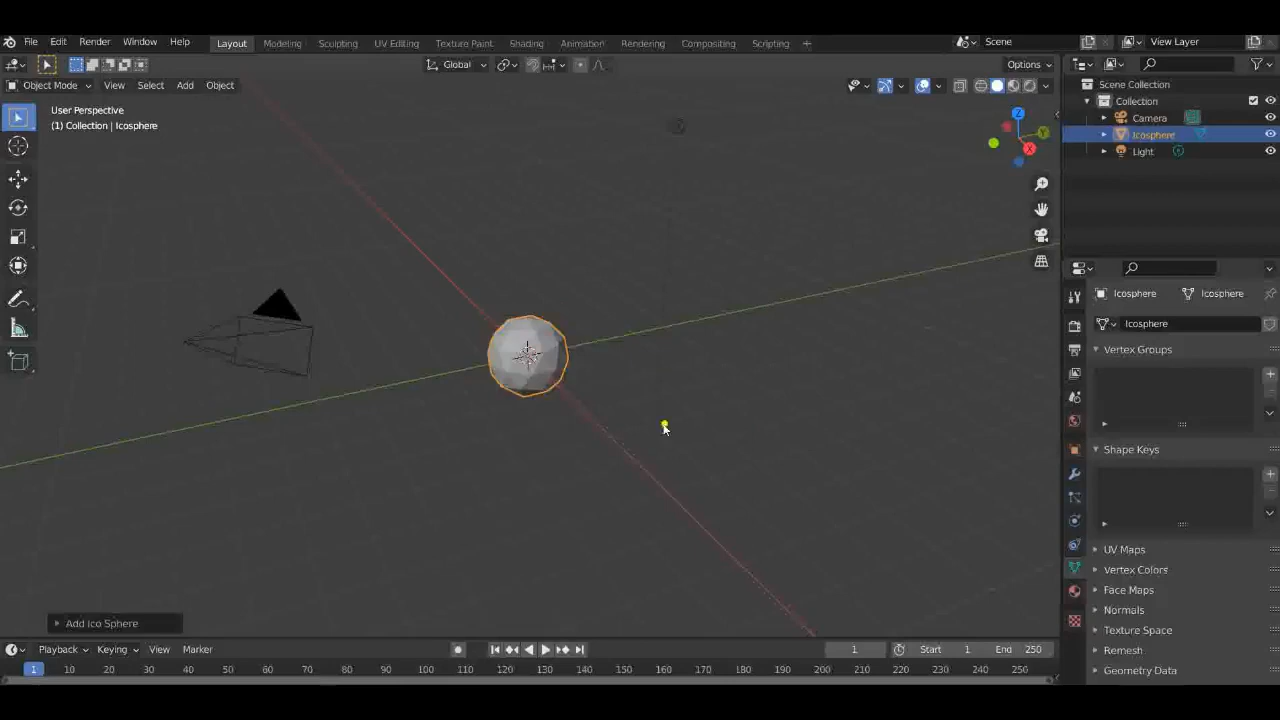 File Edit Render Window Help Layout Modeling Sculpting UV Editing Texture Paint Shading Animation Rendering Compositing Scripting + Scene View Layer
Global Options
Object Mode View Select Add Object
User Perspective
(1) Collection | Icosphere
Z
Y
X
Scene Collection
Collection
Camera
Icosphere
Light
Icosphere Icosphere
Icosphere
Vertex Groups
Shape Keys
UV Maps
Vertex Colors
Face Maps
Normals
Texture Space
Remesh
Geometry Data
Add Ico Sphere
Playback Keying View Marker 1 Start 1 End 250
1 10 20 30 40 50 60 70 80 90 100 110 120 130 140 150 160 170 180 190 200 210 220 230 240 250